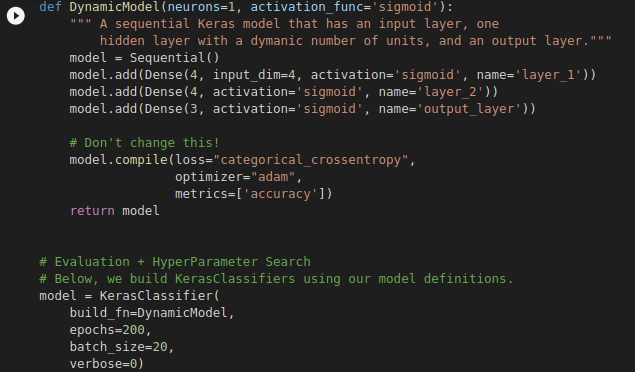 def DynamicModel(neurons=1, activation_func='sigmoid'):
    """ A sequential Keras model that has an input layer, one
        hidden layer with a dymanic number of units, and an output layer."""
    model = Sequential()
    model.add(Dense(4, input_dim=4, activation='sigmoid', name='layer_1'))
    model.add(Dense(4, activation='sigmoid', name='layer_2'))
    model.add(Dense(3, activation='sigmoid', name='output_layer'))

    # Don't change this!
    model.compile(loss="categorical_crossentropy",
                  optimizer="adam",
                  metrics=['accuracy'])
    return model


# Evaluation + HyperParameter Search
# Below, we build KerasClassifiers using our model definitions.
model = KerasClassifier(
    build_fn=DynamicModel,
    epochs=200,
    batch_size=20,
    verbose=0)